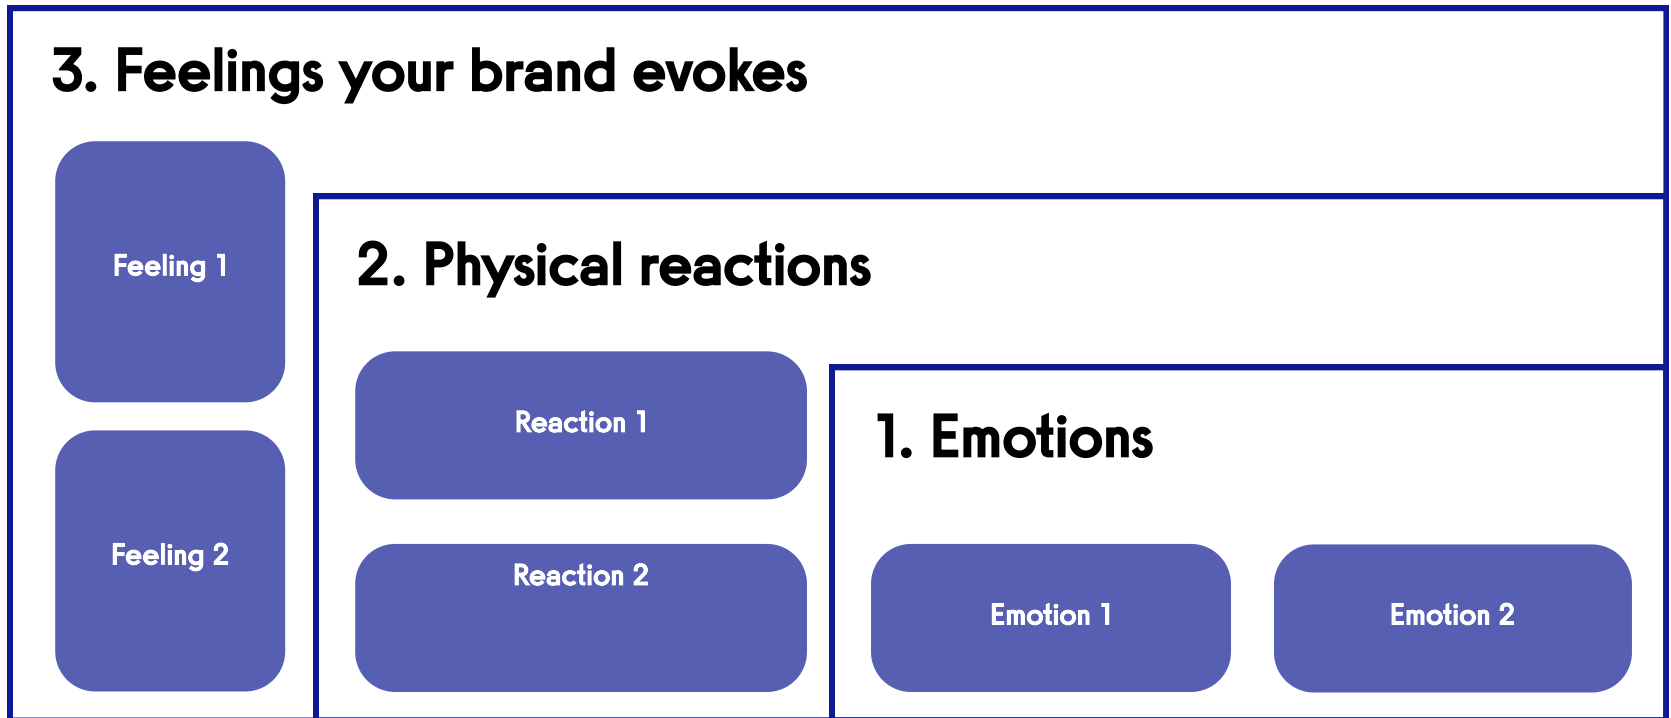 3. Feelings your brand evokes
Feeling 1
Feeling 2
2. Physical reactions
Reaction 1
Reaction 2
1. Emotions
Emotion 1
Emotion 2